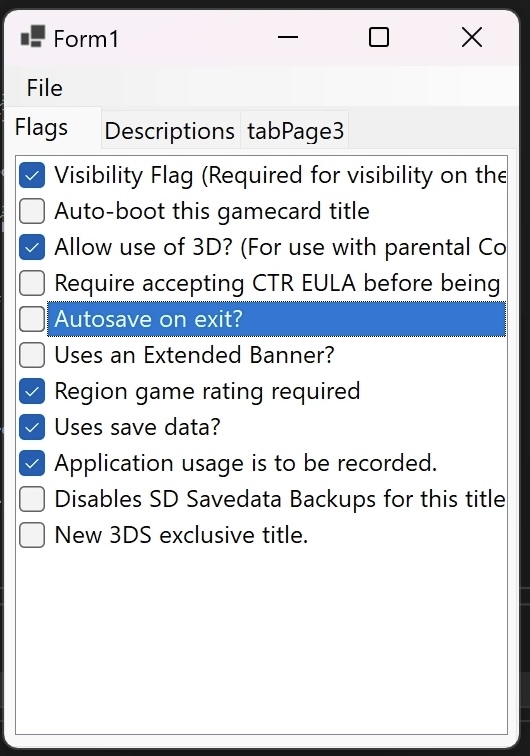 Form1
File
Flags Descriptions tabPage3
Visibility Flag (Required for visibility on the
Auto-boot this gamecard title
Allow use of 3D? (For use with parental Co
Require accepting CTR EULA before being
Autosave on exit?
Uses an Extended Banner?
Region game rating required
Uses save data?
Application usage is to be recorded.
Disables SD Savedata Backups for this title
New 3DS exclusive title.